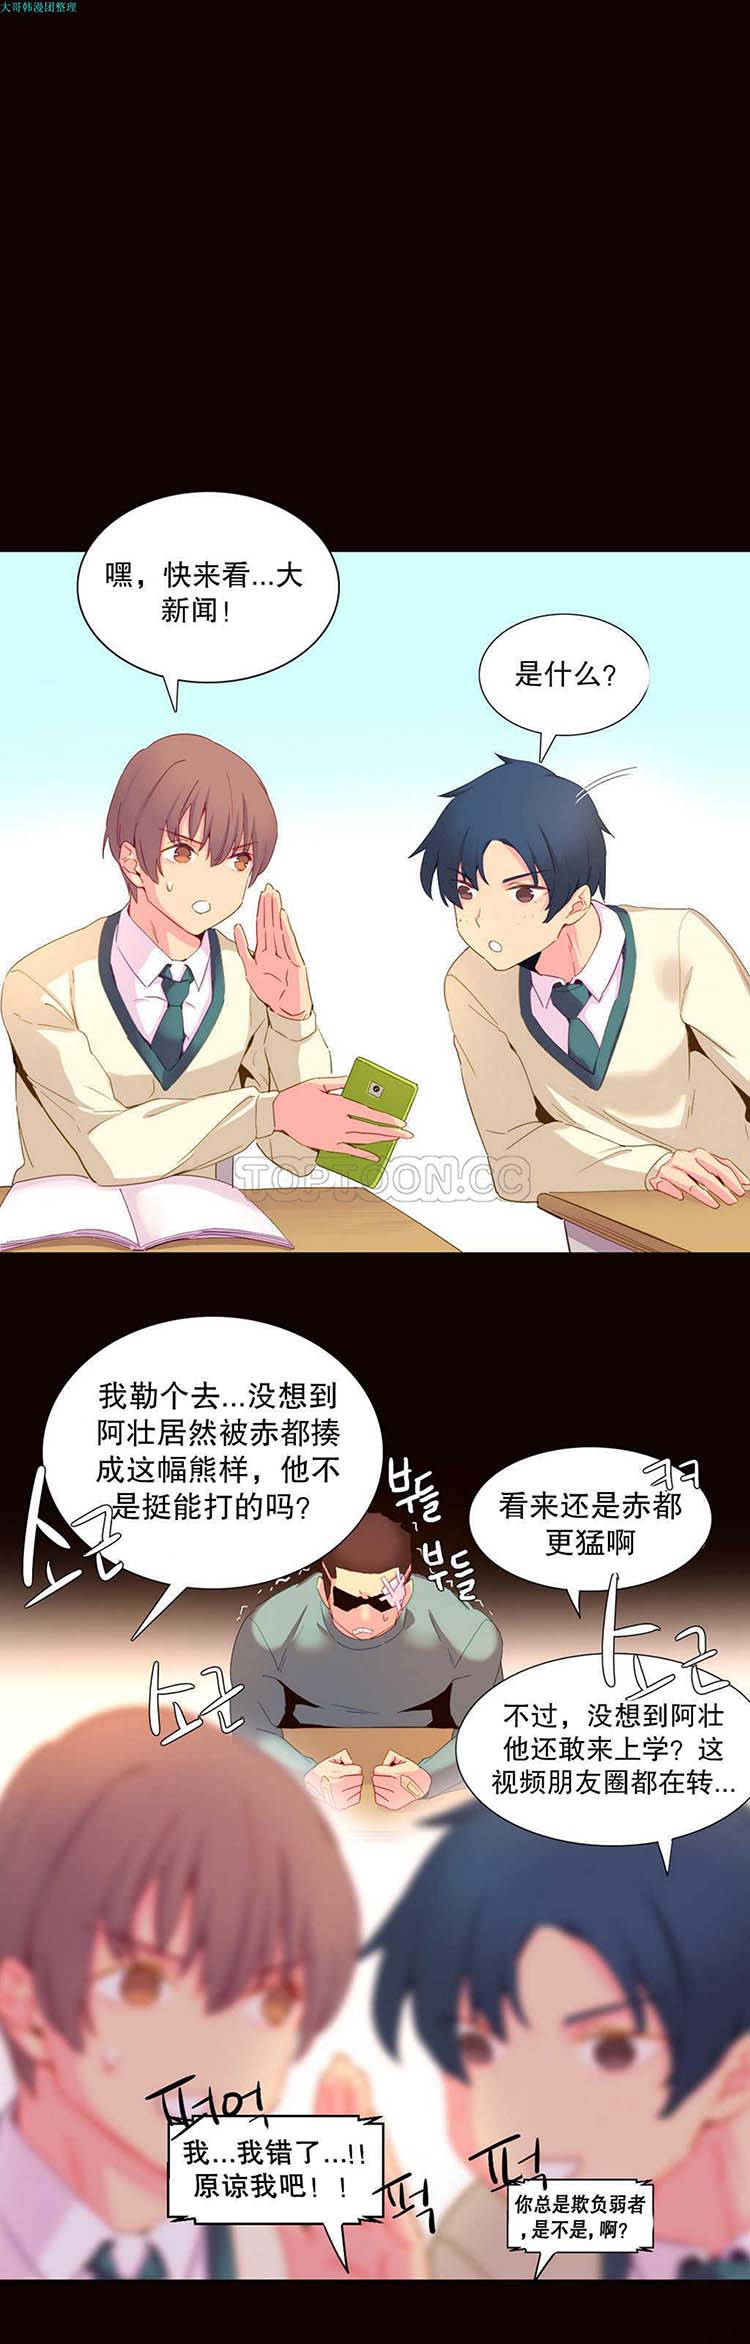 大哥韩漫团整理
嘿，快来看...大
新闻！
是什么？
TOPTOON.CC
我勒个去...没想到
阿壮居然被赤都揍
成这幅熊样，他不
是挺能打的吗？
부들
부들
ㅋㅋ
看来还是赤都
更猛啊
소근
소근
소근
不过，没想到阿壮
他还敢来上学？这
视频朋友圈都在转...
퍼억
我...我错了...!!
原谅我吧！！
퍽
퍽
你总是欺负弱者
,是不是,啊?